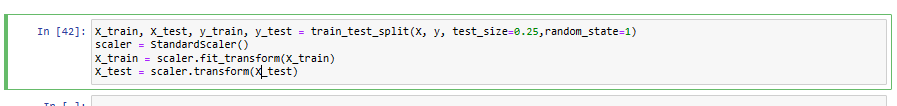 In [42]: X_train, X_test, y_train, y_test = train_test_split(X, y, test_size=0.25,random_state=1)
scaler = StandardScaler()
X_train = scaler.fit_transform(X_train)
X_test = scaler.transform(X_test)
In [ ]: